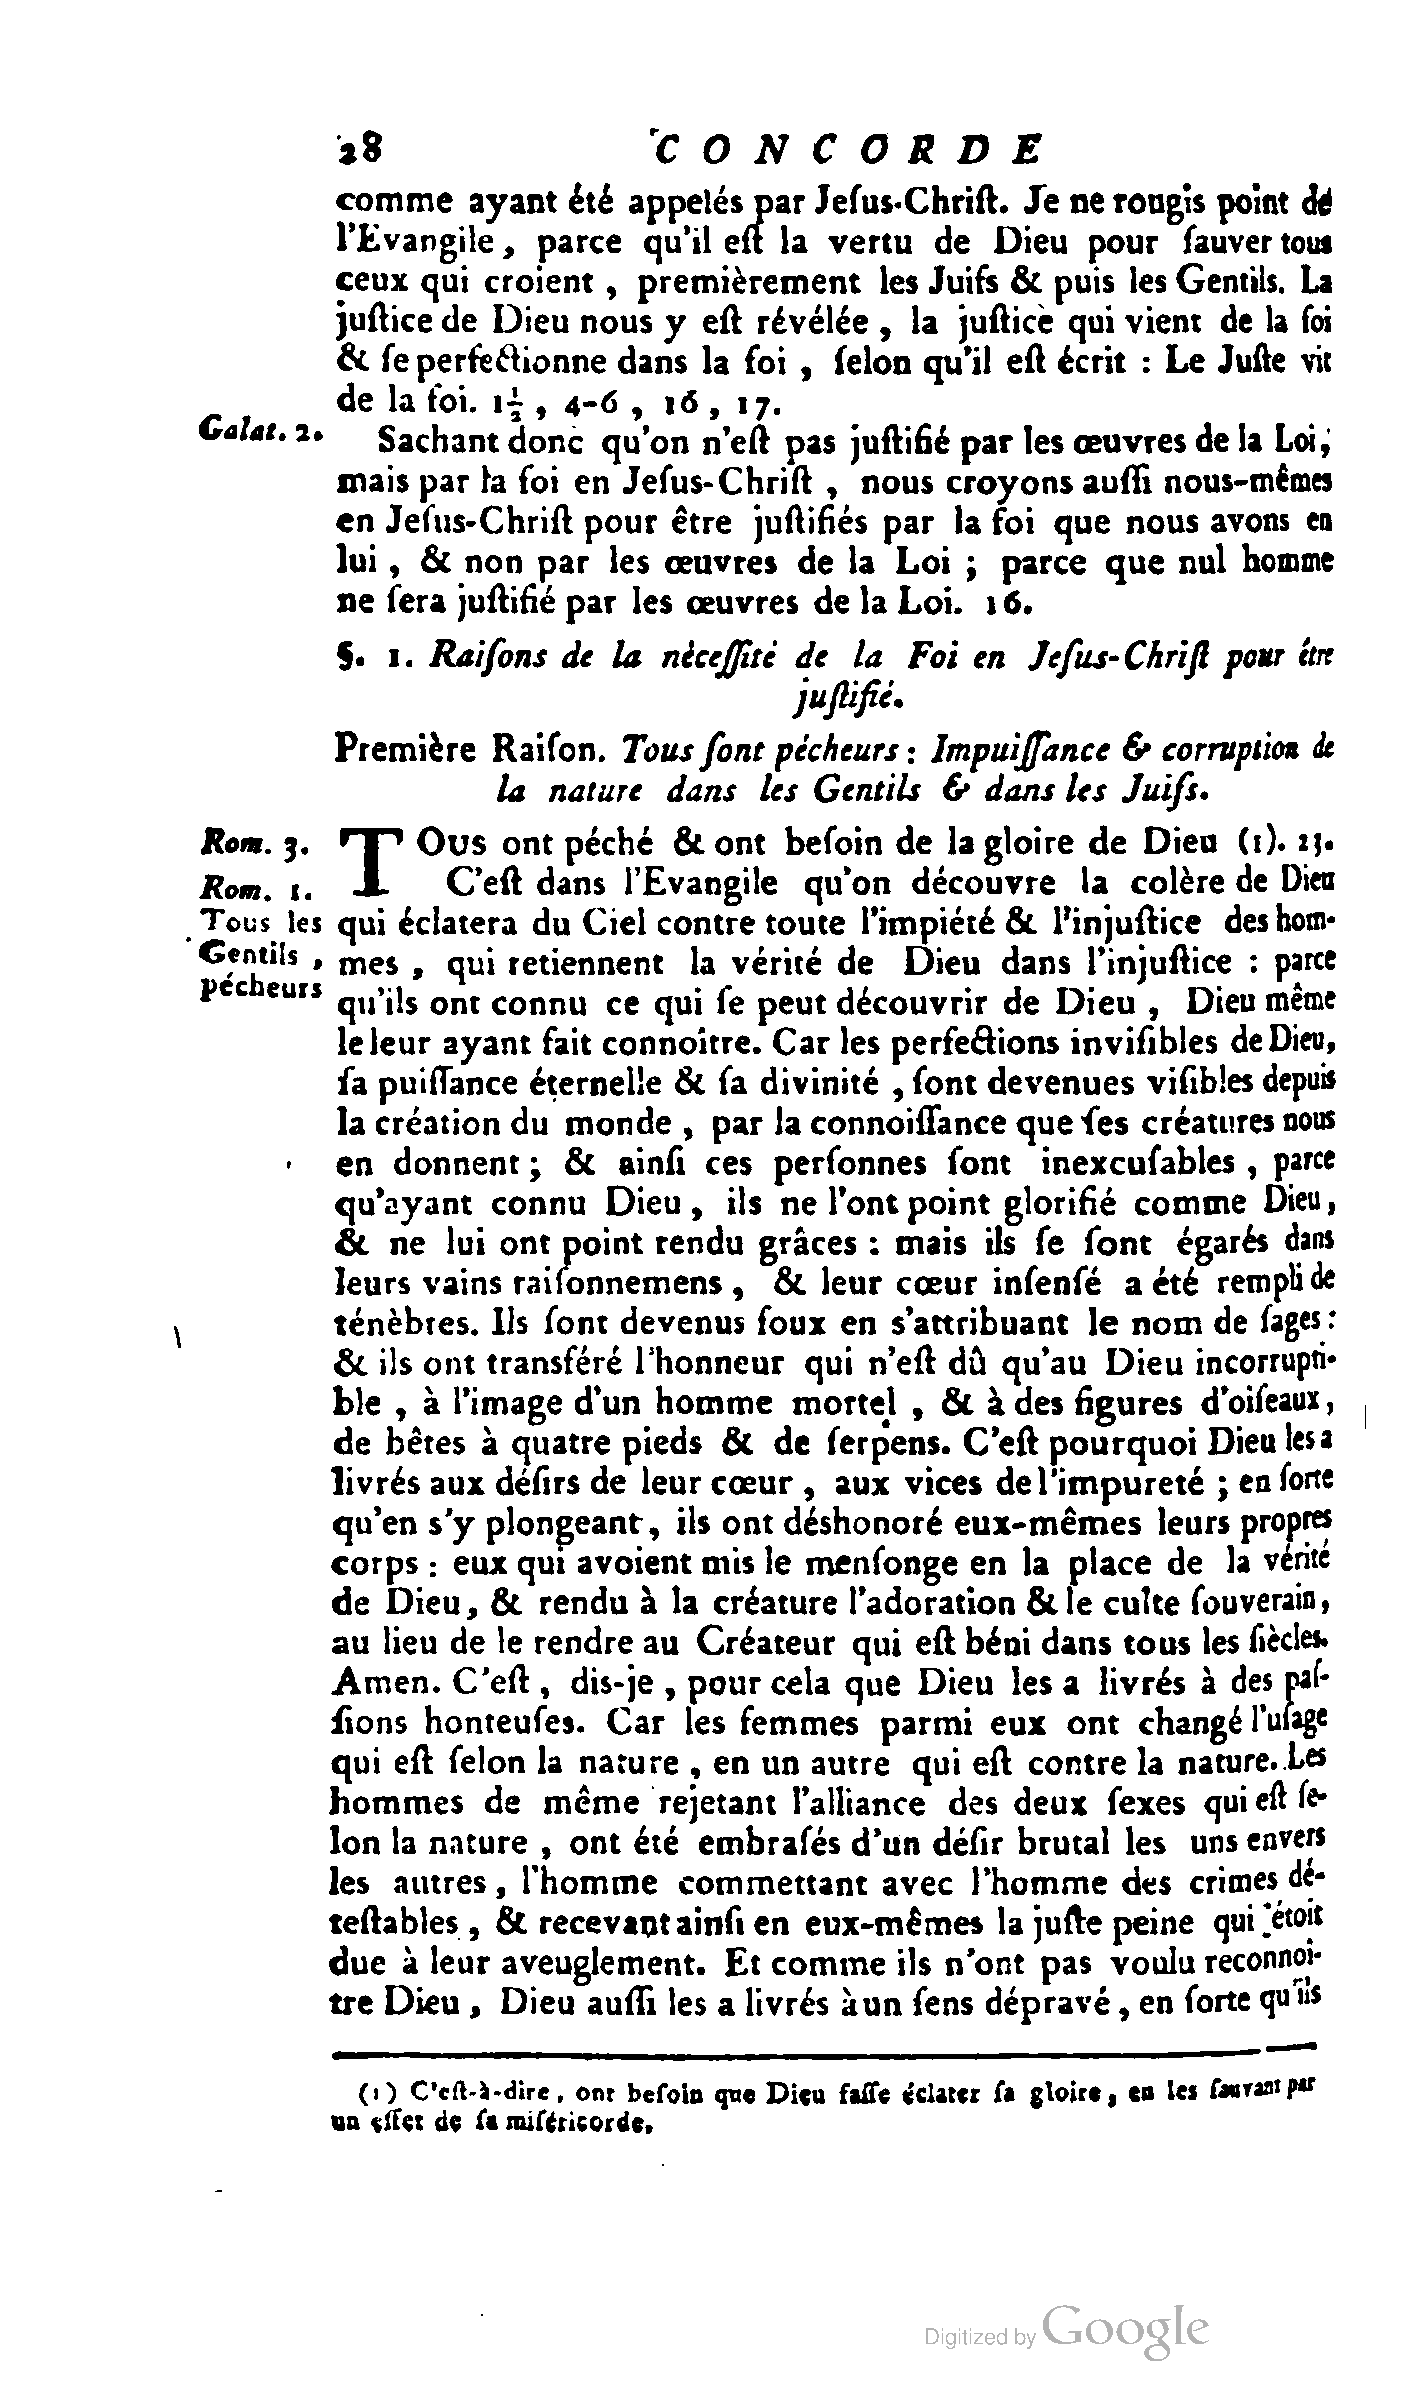 28 CONCORDE
comme ayant été appelés par Jeſus-Chriſt. Je ne rougis point de
l'Evangile, parce qu'il eſt la vertu de Dieu pour ſauver tous
ceux qui croient, premièrement les Juifs & puis les Gentils. La
juſtice de Dieu nous y eſt révélée, la juſtice qui vient de la foi
& ſe perfectionne dans la foi, ſelon qu'il eſt écrit : Le Juſte vit
de la foi. 1½, 4-6, 16, 17.
Galat. 2. Sachant donc qu'on n'eſt pas juſtifié par les œuvres de la Loi,
mais par la foi en Jeſus-Chriſt, nous croyons auſſi nous-mêmes
en Jeſus-Chriſt pour être juſtifiés par la foi que nous avons en
lui, & non par les œuvres de la Loi ; parce que nul homme
ne ſera juſtifié par les œuvres de la Loi. 16.
§. 1. Raiſons de la néceſſité de la Foi en Jeſus-Chriſt pour être
juſtifié.
Première Raiſon. Tous ſont pécheurs : Impuiſſance & corruption de
la nature dans les Gentils & dans les Juifs.
Rom. 3. TOUS ont péché & ont beſoin de la gloire de Dieu (1). 23.
Rom. 1. C'eſt dans l'Evangile qu'on découvre la colère de Dieu
Tous les qui éclatera du Ciel contre toute l'impiété & l'injuſtice des hom-
Gentils, mes, qui retiennent la vérité de Dieu dans l'injuſtice : parce
pécheurs qu'ils ont connu ce qui ſe peut découvrir de Dieu, Dieu même
le leur ayant fait connoître. Car les perfections inviſibles de Dieu,
ſa puiſſance éternelle & ſa divinité, ſont devenues viſibles depuis
la création du monde, par la connoiſſance que ſes créatures nous
en donnent ; & ainſi ces perſonnes ſont inexcuſables, parce
qu'ayant connu Dieu, ils ne l'ont point glorifié comme Dieu,
& ne lui ont point rendu grâces : mais ils ſe ſont égarés dans
leurs vains raiſonnemens, & leur cœur inſenſé a été rempli de
ténèbres. Ils ſont devenus foux en s'attribuant le nom de ſages :
& ils ont transféré l'honneur qui n'eſt dû qu'au Dieu incorrupti-
ble, à l'image d'un homme mortel, & à des figures d'oiſeaux,
de bêtes à quatre pieds & de ſerpens. C'eſt pourquoi Dieu les a
livrés aux déſirs de leur cœur, aux vices de l'impureté ; en ſorte
qu'en s'y plongeant, ils ont déshonoré eux-mêmes leurs propres
corps : eux qui avoient mis le menſonge en la place de la vérité
de Dieu, & rendu à la créature l'adoration & le culte ſouverain,
au lieu de le rendre au Créateur qui eſt béni dans tous les ſiècles.
Amen. C'eſt, dis-je, pour cela que Dieu les a livrés à des paſ-
ſions honteuſes. Car les femmes parmi eux ont changé l'uſage
qui eſt ſelon la nature, en un autre qui eſt contre la nature. Les
hommes de même rejetant l'alliance des deux ſexes qui eſt ſe-
lon la nature, ont été embraſés d'un déſir brutal les uns envers
les autres, l'homme commettant avec l'homme des crimes dé-
teſtables, & recevant ainſi en eux-mêmes la juſte peine qui étoit
due à leur aveuglement. Et comme ils n'ont pas voulu reconnoî-
tre Dieu, Dieu auſſi les a livrés à un ſens dépravé, en ſorte qu'ils
(1) C'eſt-à-dire, ont beſoin que Dieu faſſe éclater ſa gloire, en les ſauvant par
un effet de ſa miſéricorde.
Digitized by Google